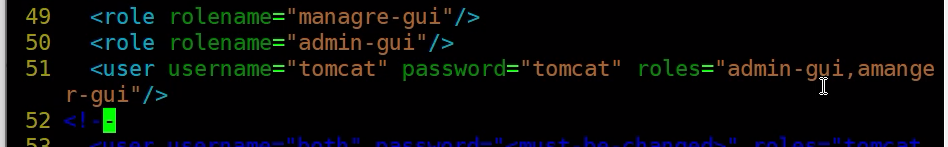 49 <role rolename="managre-gui"/>
50 <role rolename="admin-gui"/>
51 <user username="tomcat" password="tomcat" roles="admin-gui,amange
r-gui"/>
52 <!--
53 <user username="both" password="<must-be-changed>" roles="tomcat